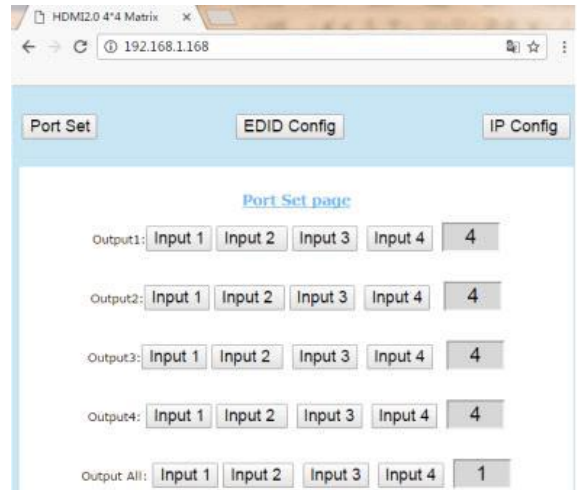 HDMI2.0 4*4 Matrix
192.168.1.168
Port Set EDID Config IP Config
Port Set page
Output1: Input 1 Input 2 Input 3 Input 4 4
Output2: Input 1 Input 2 Input 3 Input 4 4
Output3: Input 1 Input 2 Input 3 Input 4 4
Output4: Input 1 Input 2 Input 3 Input 4 4
Output All: Input 1 Input 2 Input 3 Input 4 1